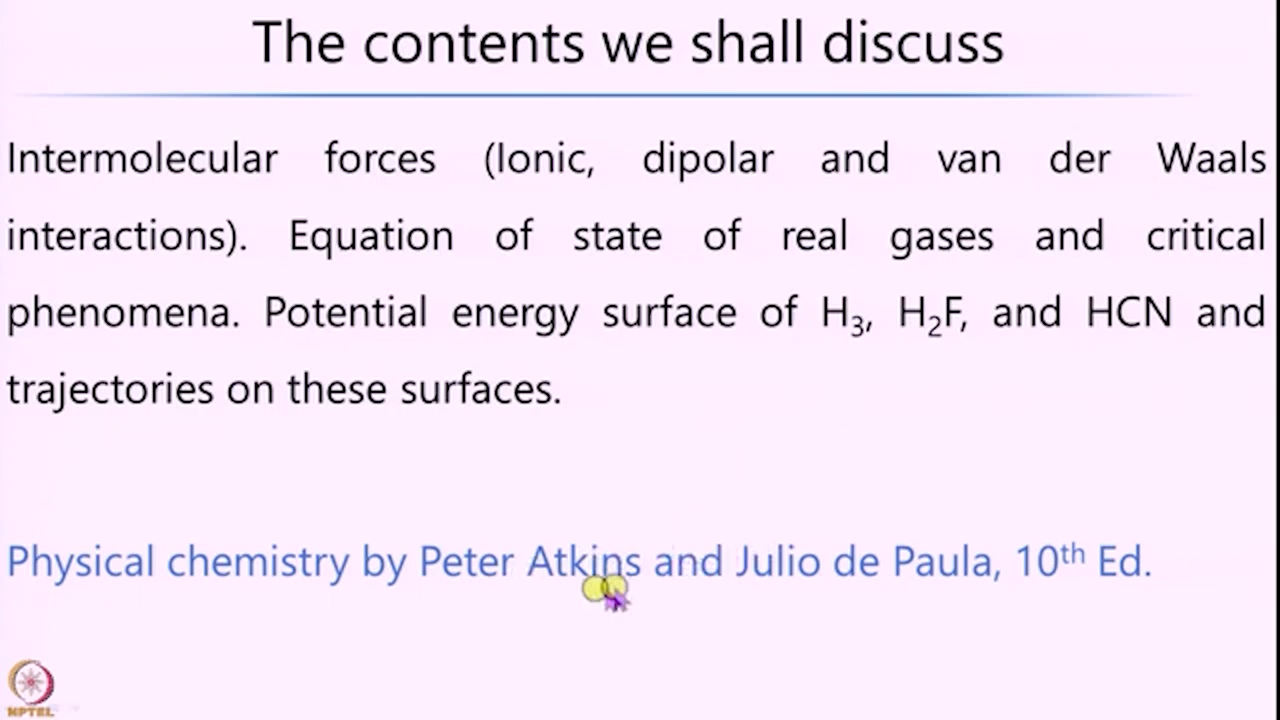 The contents we shall discuss
Intermolecular forces (Ionic, dipolar and van der Waals
interactions). Equation of state of real gases and critical
phenomena. Potential energy surface of H₃, H₂F, and HCN and
trajectories on these surfaces.
Physical chemistry by Peter Atkins and Julio de Paula, 10ᵗʰ Ed.
NPTEL